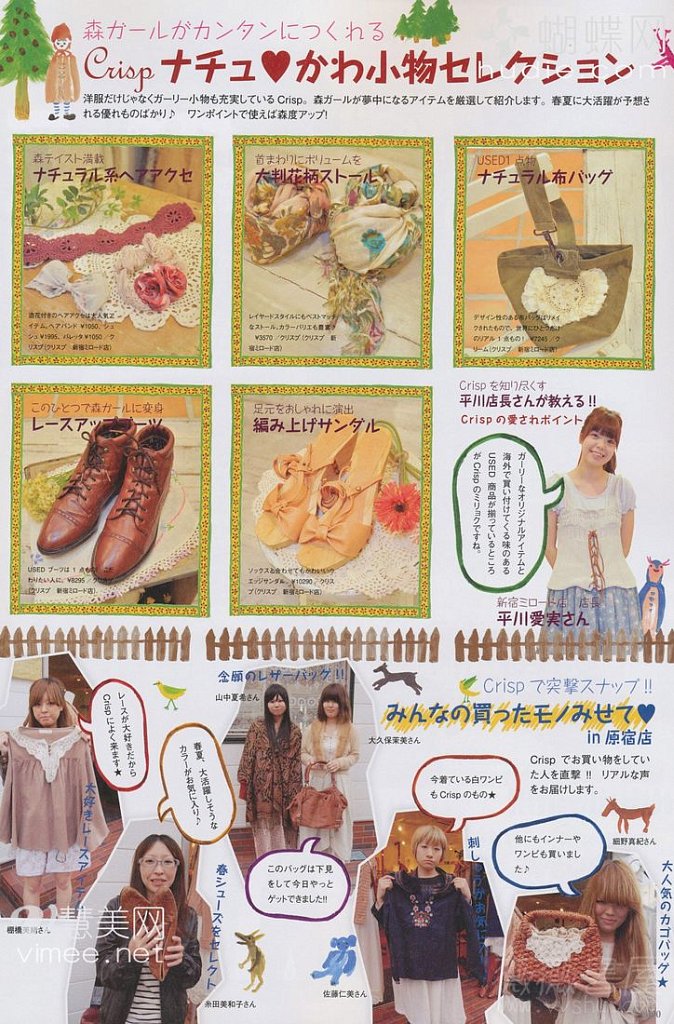 森ガールがカンタンにつくれる
Crisp ナチュ♥かわ小物セレクション
洋服だけじゃなくガーリー小物も充実しているCrisp。森ガールが夢中になるアイテムを厳選して紹介します。春夏に大活躍が予想さ
れる優れものばかり♪ ワンポイントで使えば森度アップ!
森テイスト満載
ナチュラル系ヘアアクセ
イテム。ヘアバンド ¥1050、シュ
シュ¥1995、バレッタ¥1050/ク
リスプ(クリスプ 新宿ミロード店)
首まわりにボリュームを
大判花柄ストール
レイヤードスタイルにもベストマッチ
なストール。カラーバリエも豊富♪
¥3570/クリスプ(クリスプ 新
宿ミロード店)
USED1点物
ナチュラル布バッグ
デザイン性のある布バッグはリメイ
クされたもので、世界にひとつだけ
のリアル1点もの! ¥7245/ク
リーム(クリスプ 新宿ミロード店)
このひとつで森ガールに変身
レースアップブーツ
USEDブーツは1点もの こだ
わりたい人に。¥8295/クリスプ
(クリスプ 新宿ミロード店)
足元をおしゃれに演出
編み上げサンダル
ソックスと合わせてもかわいいウ
エッジサンダル。¥10290/クリス
プ(クリスプ 新宿ミロード店)
Crispを知り尽くす
平川店長さんが教える!!
Crispの愛されポイント
ガーリーなオリジナルアイテムと
海外で買い付けてくる味のある
USED商品が揃っているところ
がCrispのミリョクですね。
新宿ミロード店 店長
平川愛実さん
Crispで突撃スナップ!!
みんなの買ったモノみせて♥
in 原宿店
Crispでお買い物をしてい
た人を直撃!! リアルな声
をお届けします。
レースが大好きだから
Crispによく来ます★
大好きレースアイテム
棚橋美絹さん
春夏、大活躍しそうな
カラーがお気に入り♪
春シューズをセレクト
糸田美和子さん
念願のレザーバッグ!!
山中夏希さん
大久保茉美さん
このバッグは下見
をして今日やっと
ゲットできました!!
今着ている白ワンピ
もCrispのもの★
佐藤仁美さん
他にもインナーや
ワンピも買いました
♪
大人気のカゴバッグ★
細野真紀さん
蝴蝶网
慧美网
vimee.net